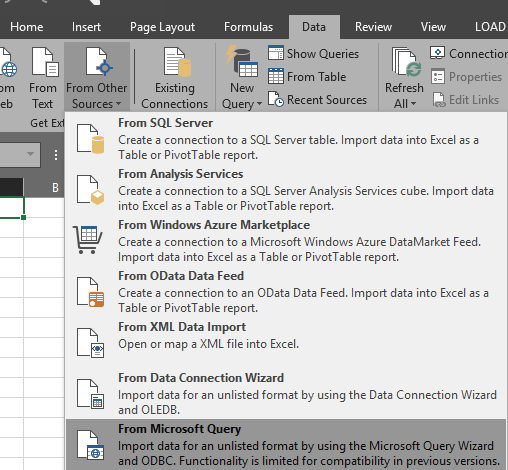 Home Insert Page Layout Formulas Data Review View LOAD
From Text
From Other Sources
Existing Connections
New Query
Show Queries
From Table
Recent Sources
Refresh All
Connection
Properties
Edit Links
Get Ext
B
From SQL Server
Create a connection to a SQL Server table. Import data into Excel as a
Table or PivotTable report.
From Analysis Services
Create a connection to a SQL Server Analysis Services cube. Import data
into Excel as a Table or PivotTable report.
From Windows Azure Marketplace
Create a connection to a Microsoft Windows Azure DataMarket Feed.
Import data into Excel as a Table or PivotTable report.
From OData Data Feed
Create a connection to an OData Data Feed. Import data into Excel as a
Table or PivotTable report.
From XML Data Import
Open or map a XML file into Excel.
From Data Connection Wizard
Import data for an unlisted format by using the Data Connection Wizard
and OLEDB.
From Microsoft Query
Import data for an unlisted format by using the Microsoft Query Wizard
and ODBC. Functionality is limited for compatibility in previous versions.